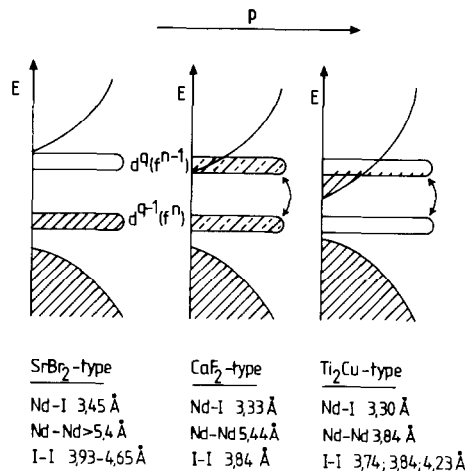 p
E
E
E
d^q(f^{n-1})
d^{q-1}(f^n)
SrBr₂-type
Nd-I 3,45 Å
Nd-Nd>5,4 Å
I-I 3,93-4,65 Å
CaF₂-type
Nd-I 3,33 Å
Nd-Nd 5,44 Å
I-I 3,84 Å
Ti₂Cu-type
Nd-I 3,30 Å
Nd-Nd 3,84 Å
I-I 3,74; 3,84; 4,23 Å